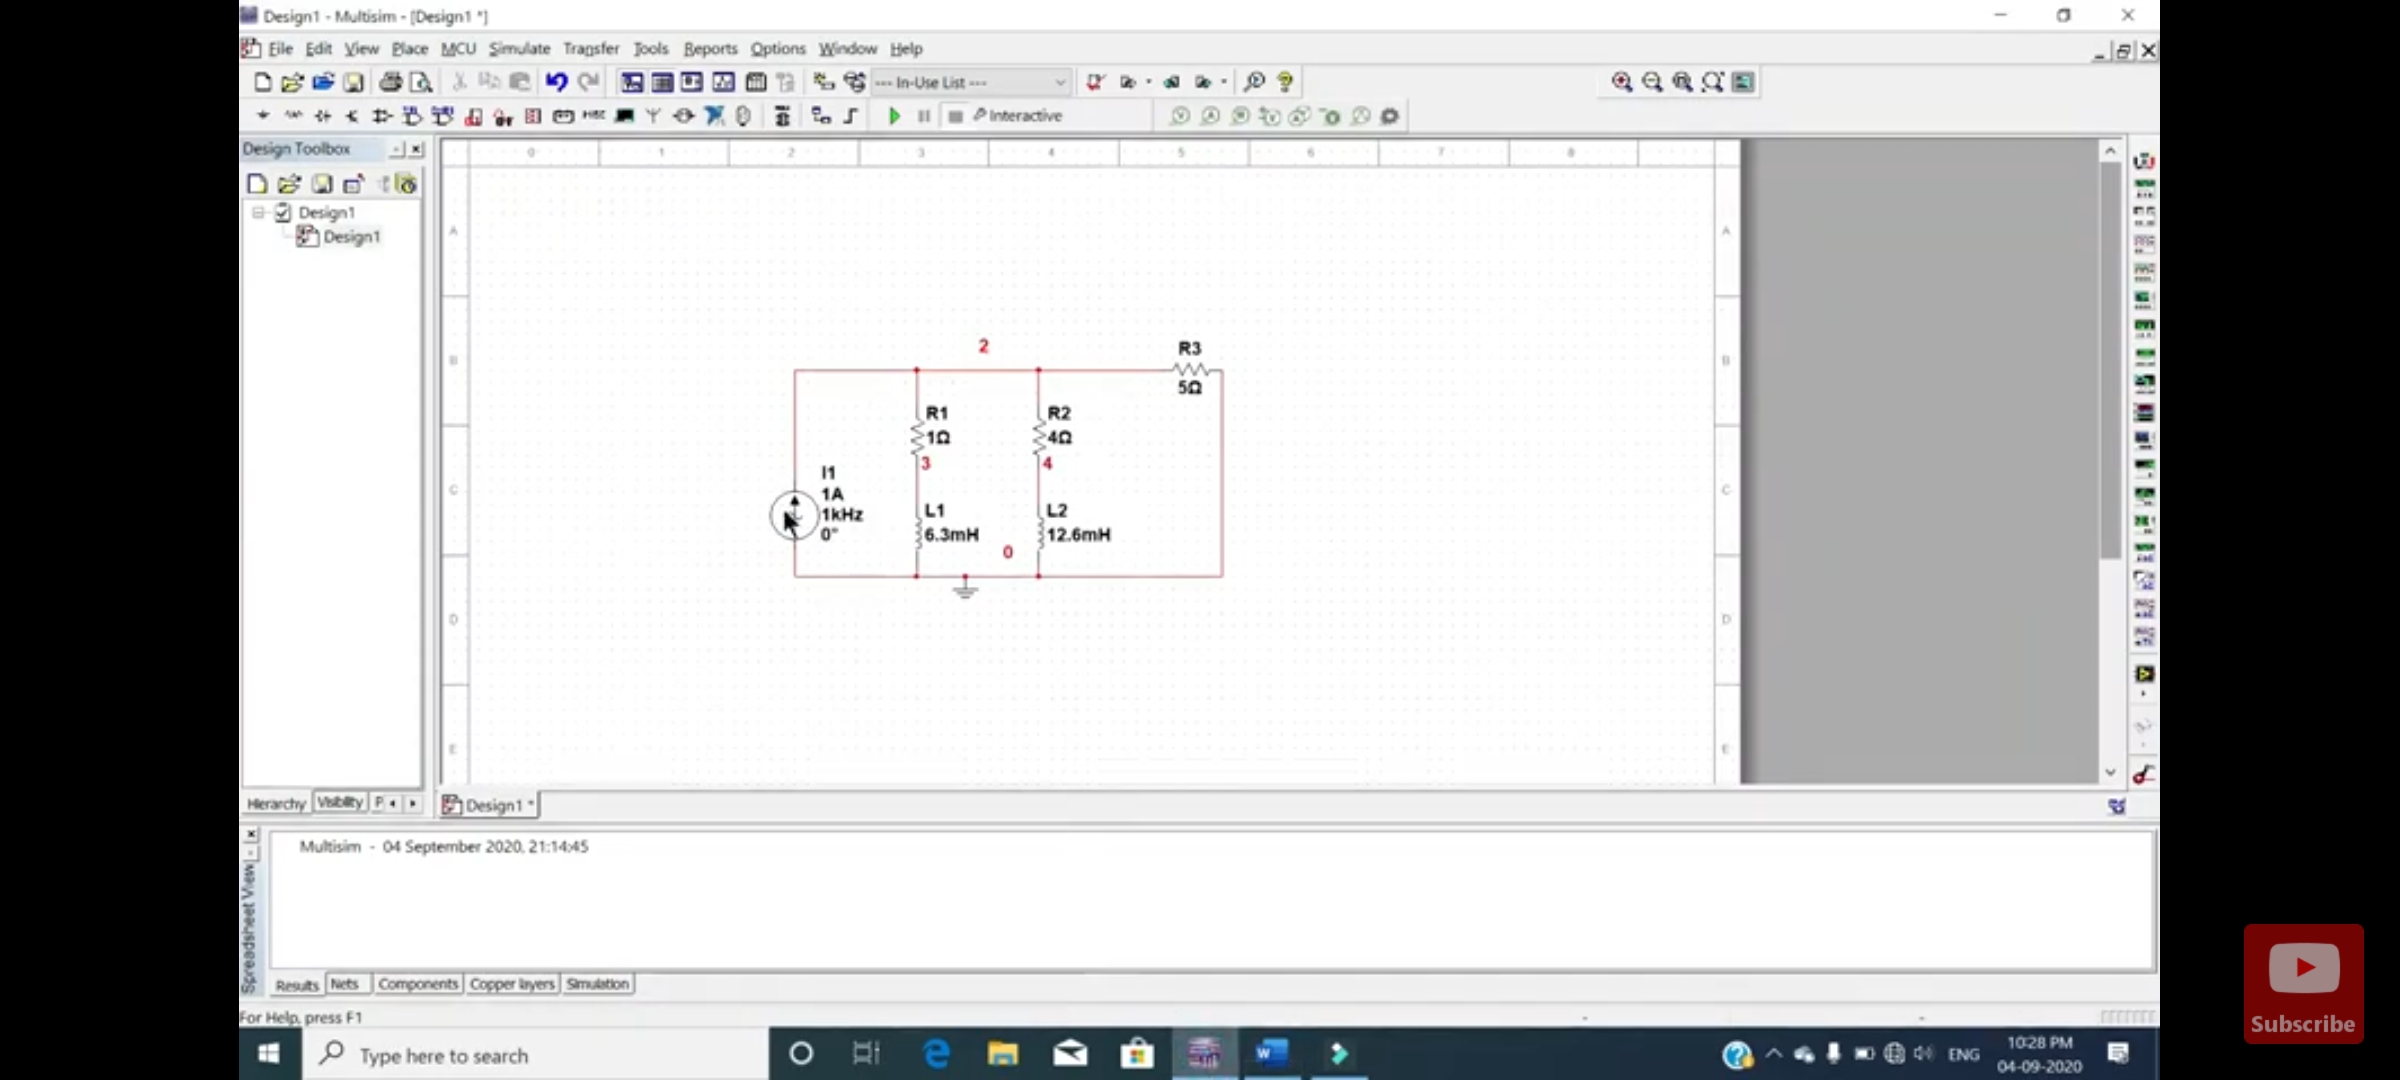 Design1 - Multisim - [Design1 *]
File Edit View Place MCU Simulate Transfer Tools Reports Options Window Help
--- In-Use List ---
Interactive
Design Toolbox
0 1 2 3 4 5 6 7 8
Design1
Design1
A A
B B
C C
D D
E E
2
R3
5Ω
R1
1Ω
3
R2
4Ω
4
I1
1A
1kHz
0°
L1
6.3mH
L2
12.6mH
0
Hierarchy Visibility P
Design1 *
Spreadsheet View
Multisim - 04 September 2020, 21:14:45
Results Nets Components Copper layers Simulation
For Help, press F1
Type here to search
ENG
10:28 PM
04-09-2020
Subscribe